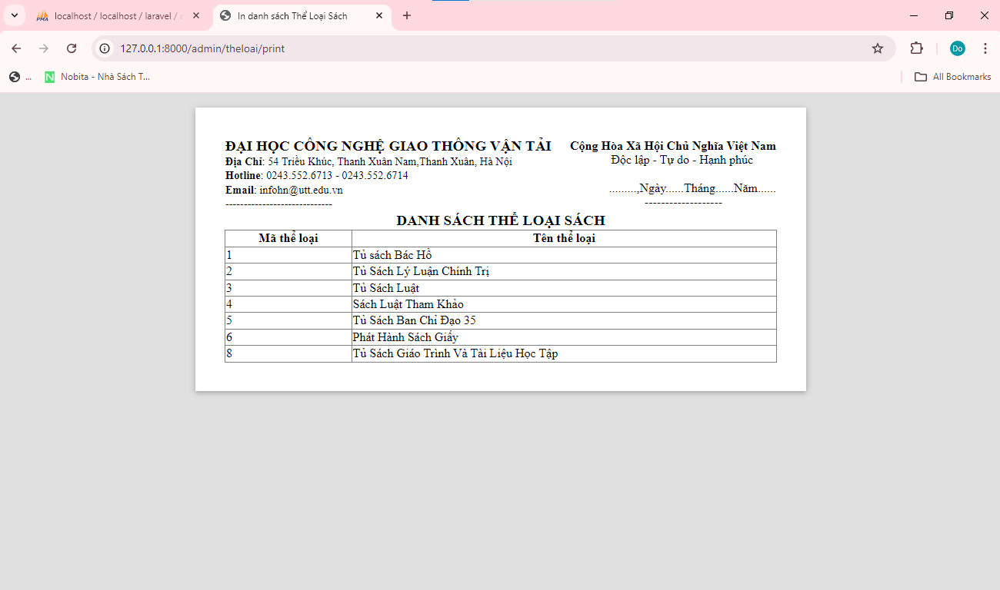 localhost / localhost / laravel /
In danh sách Thể Loại Sách
127.0.0.1:8000/admin/theloai/print
Do
...
N
Nobita - Nhà Sách T...
All Bookmarks
ĐẠI HỌC CÔNG NGHỆ GIAO THÔNG VẬN TẢI
Cộng Hòa Xã Hội Chủ Nghĩa Việt Nam
Địa Chỉ: 54 Triều Khúc, Thanh Xuân Nam,Thanh Xuân, Hà Nội
Độc lập - Tự do - Hạnh phúc
Hotline: 0243.552.6713 - 0243.552.6714
Email: infohn@utt.edu.vn
.........,Ngày......Tháng......Năm......
-----------------------------
-------------------
DANH SÁCH THỂ LOẠI SÁCH
Mã thể loại Tên thể loại
1 Tủ sách Bác Hồ
2 Tủ Sách Lý Luận Chính Trị
3 Tủ Sách Luật
4 Sách Luật Tham Khảo
5 Tủ Sách Ban Chỉ Đạo 35
6 Phát Hành Sách Giấy
8 Tủ Sách Giáo Trình Và Tài Liệu Học Tập